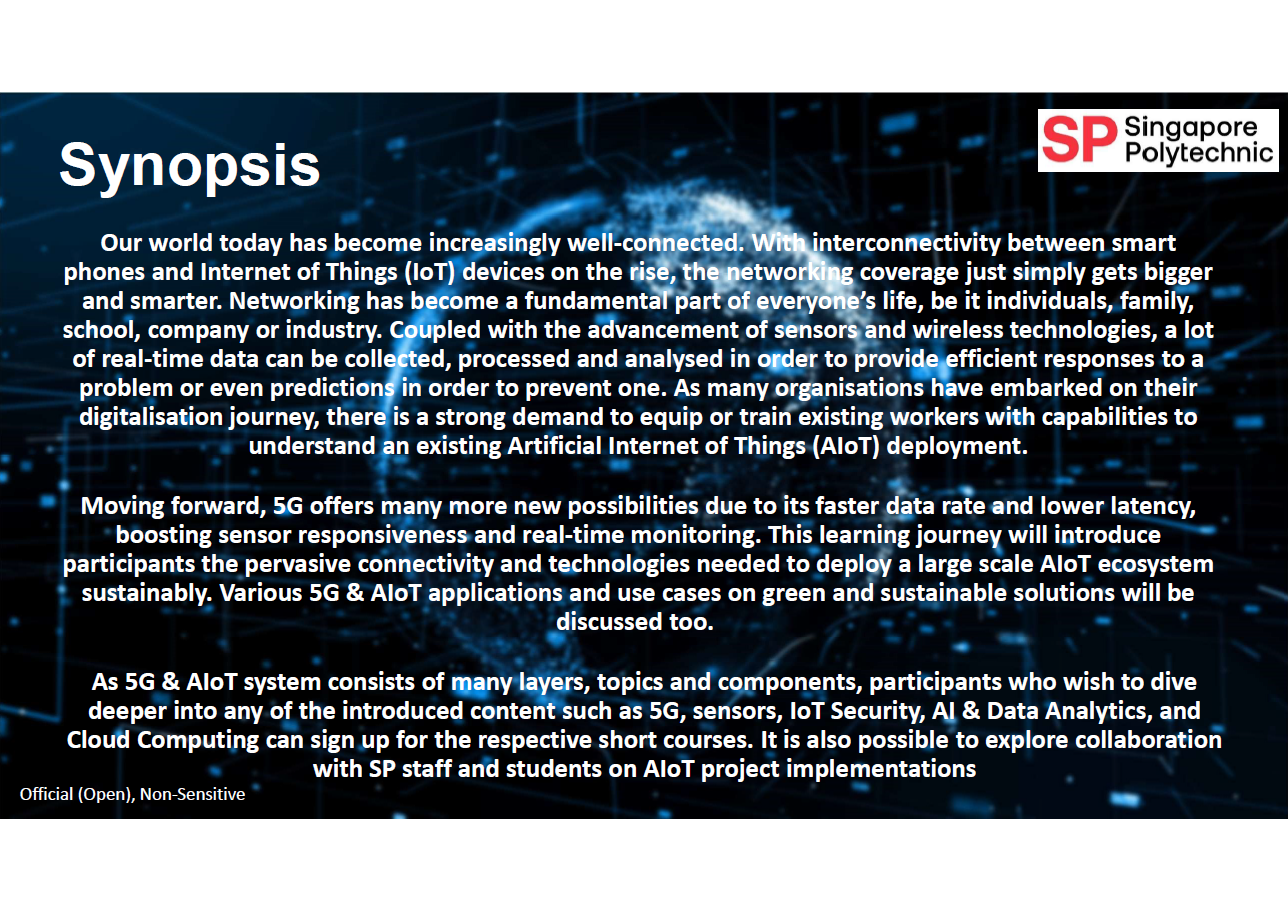 Synopsis
SP Singapore
Polytechnic
Our world today has become increasingly well-connected. With interconnectivity between smart
phones and Internet of Things (IoT) devices on the rise, the networking coverage just simply gets bigger
and smarter. Networking has become a fundamental part of everyone’s life, be it individuals, family,
school, company or industry. Coupled with the advancement of sensors and wireless technologies, a lot
of real-time data can be collected, processed and analysed in order to provide efficient responses to a
problem or even predictions in order to prevent one. As many organisations have embarked on their
digitalisation journey, there is a strong demand to equip or train existing workers with capabilities to
understand an existing Artificial Internet of Things (AIoT) deployment.
Moving forward, 5G offers many more new possibilities due to its faster data rate and lower latency,
boosting sensor responsiveness and real-time monitoring. This learning journey will introduce
participants the pervasive connectivity and technologies needed to deploy a large scale AIoT ecosystem
sustainably. Various 5G & AIoT applications and use cases on green and sustainable solutions will be
discussed too.
As 5G & AIoT system consists of many layers, topics and components, participants who wish to dive
deeper into any of the introduced content such as 5G, sensors, IoT Security, AI & Data Analytics, and
Cloud Computing can sign up for the respective short courses. It is also possible to explore collaboration
with SP staff and students on AIoT project implementations
Official (Open), Non-Sensitive